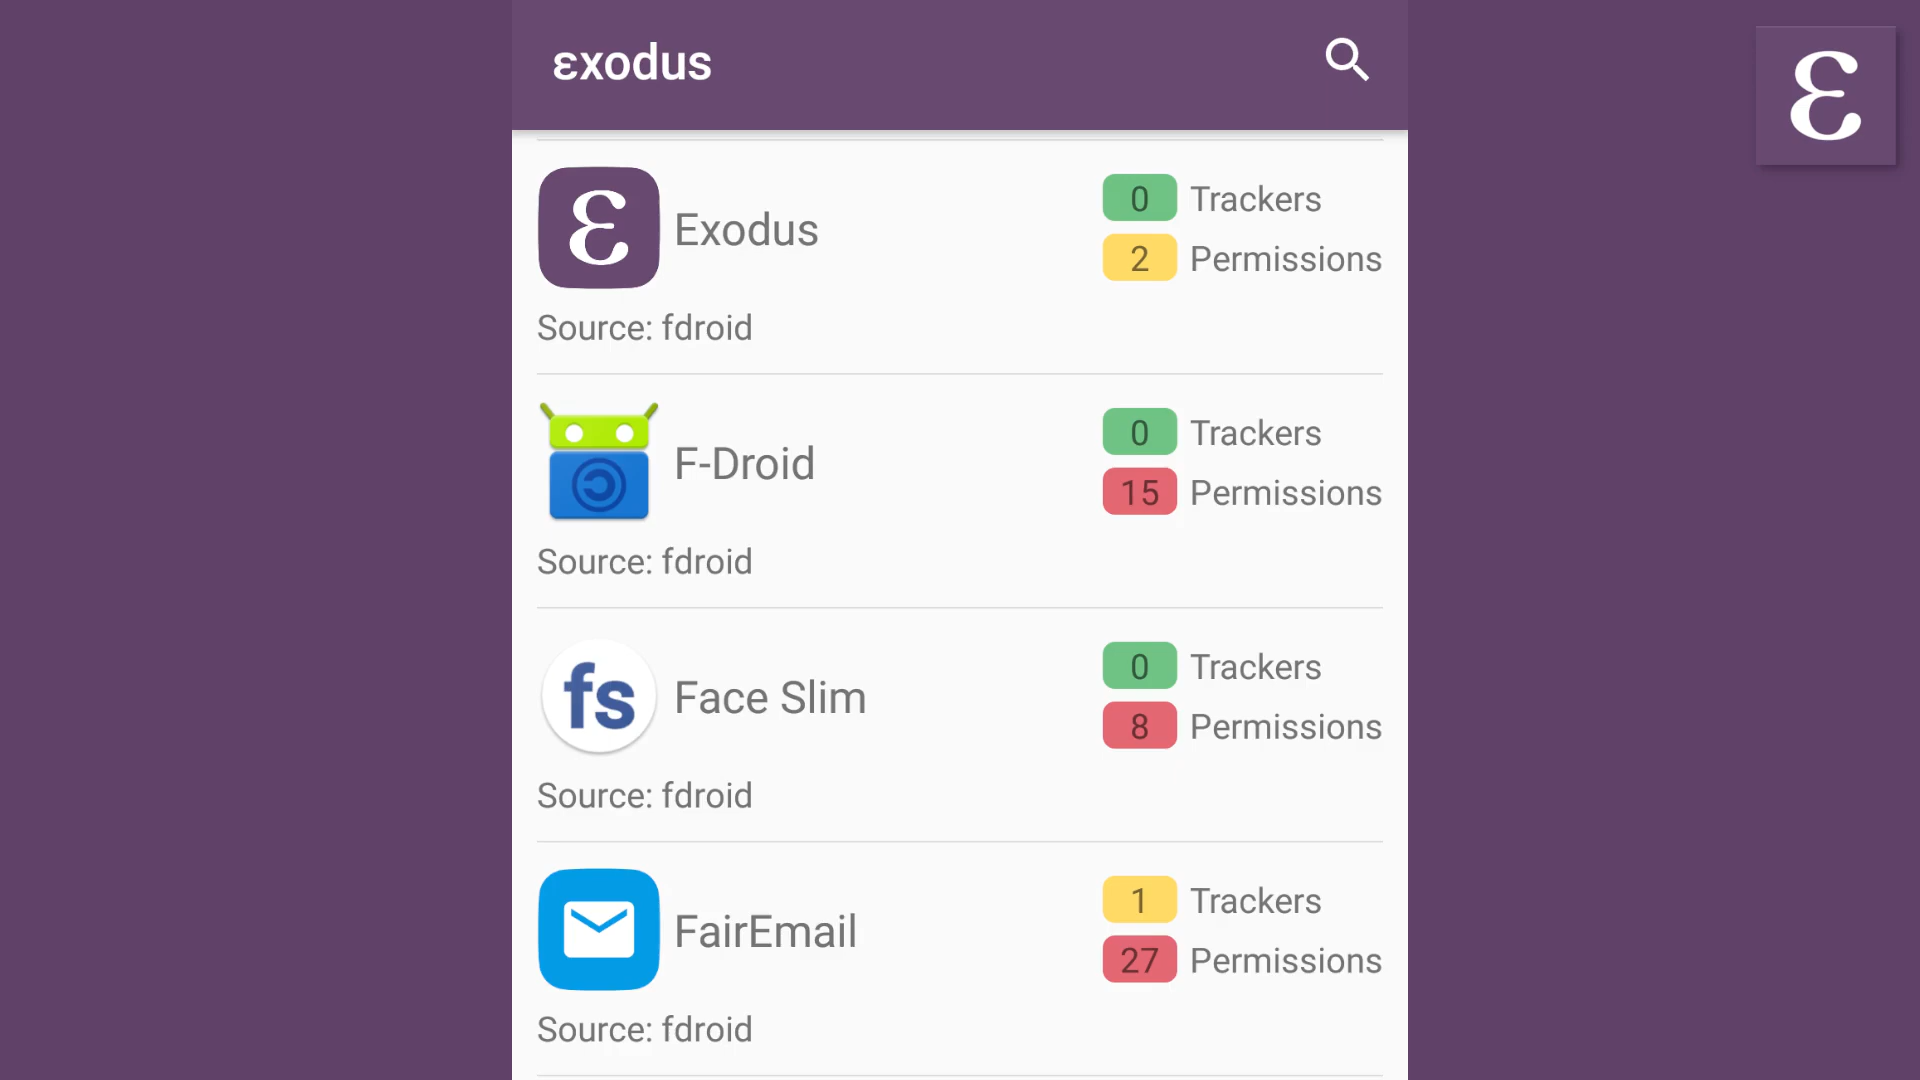 εxodus
ε
ε
Exodus
0 Trackers
2 Permissions
Source: fdroid
F-Droid
0 Trackers
15 Permissions
Source: fdroid
fs
Face Slim
0 Trackers
8 Permissions
Source: fdroid
FairEmail
1 Trackers
27 Permissions
Source: fdroid